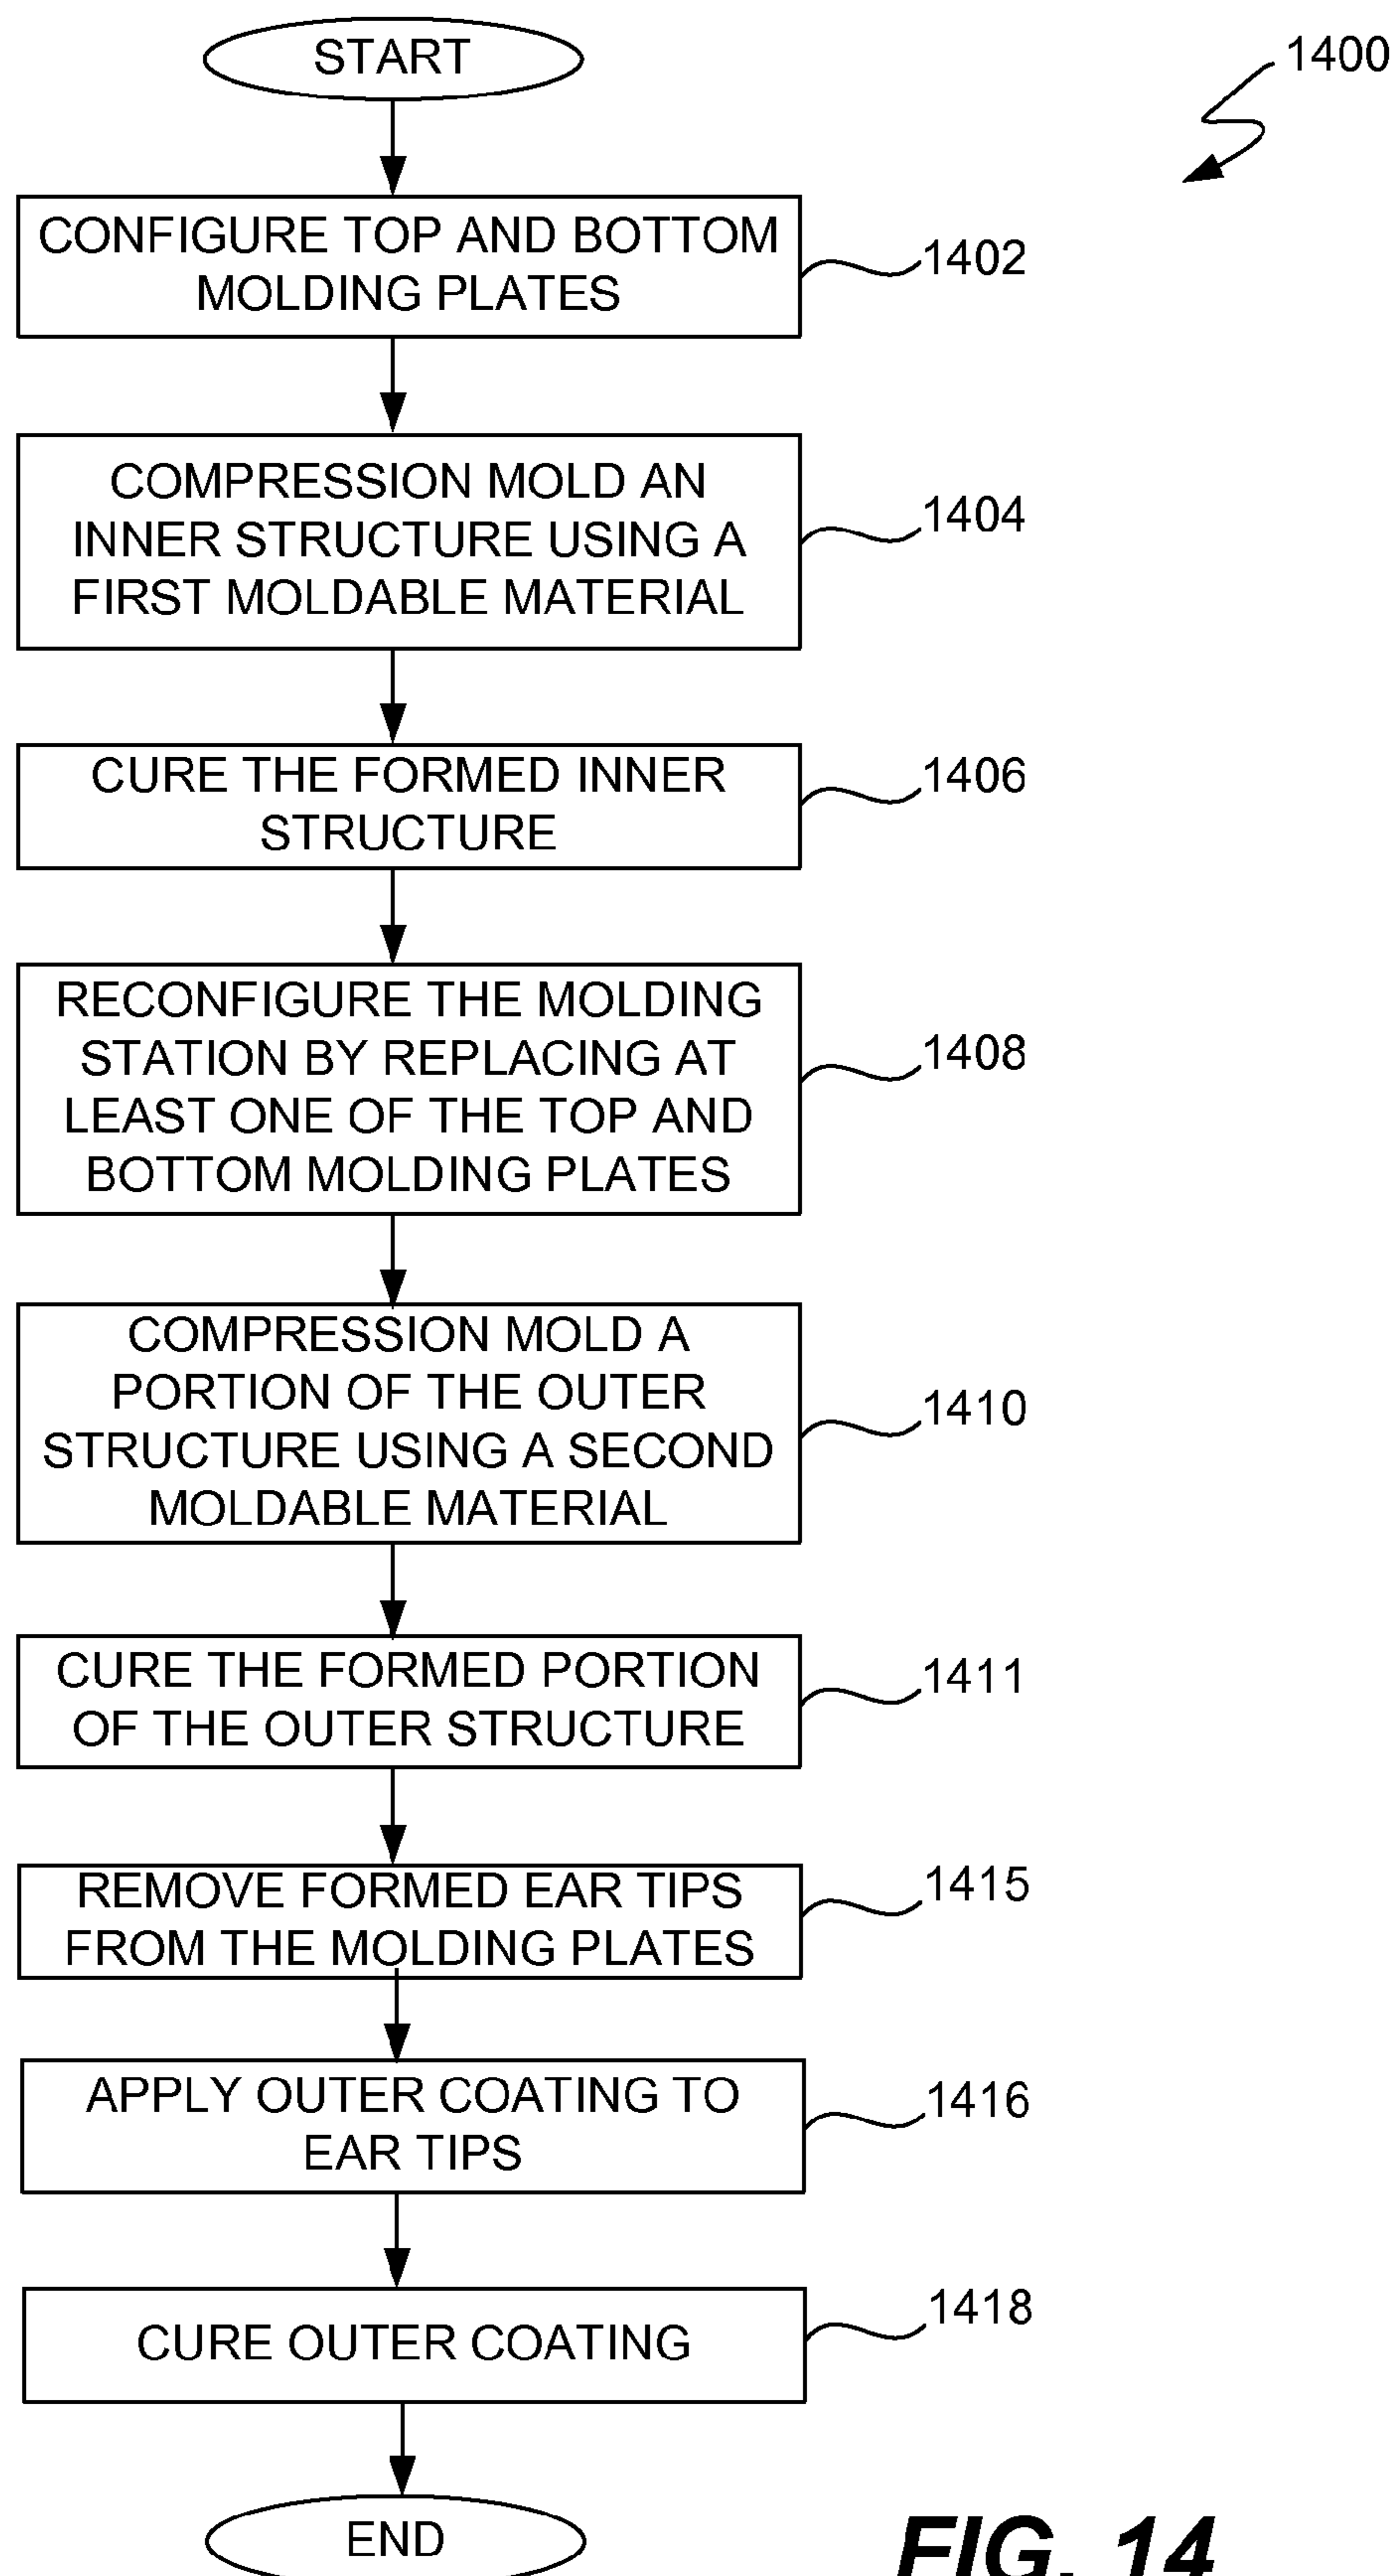 START
1400
CONFIGURE TOP AND BOTTOM
MOLDING PLATES
1402
COMPRESSION MOLD AN
INNER STRUCTURE USING A
FIRST MOLDABLE MATERIAL
1404
CURE THE FORMED INNER
STRUCTURE
1406
RECONFIGURE THE MOLDING
STATION BY REPLACING AT
LEAST ONE OF THE TOP AND
BOTTOM MOLDING PLATES
1408
COMPRESSION MOLD A
PORTION OF THE OUTER
STRUCTURE USING A SECOND
MOLDABLE MATERIAL
1410
CURE THE FORMED PORTION
OF THE OUTER STRUCTURE
1411
REMOVE FORMED EAR TIPS
FROM THE MOLDING PLATES
1415
APPLY OUTER COATING TO
EAR TIPS
1416
CURE OUTER COATING
1418
END
FIG. 14